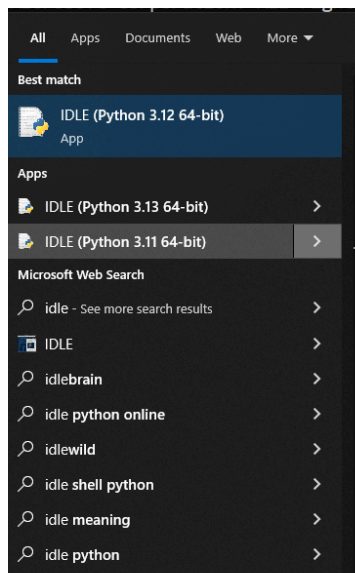 All Apps Documents Web More
Best match
IDLE (Python 3.12 64-bit)
App
Apps
IDLE (Python 3.13 64-bit)
IDLE (Python 3.11 64-bit)
Microsoft Web Search
idle - See more search results
IDLE
idlebrain
idle python online
idlewild
idle shell python
idle meaning
idle python